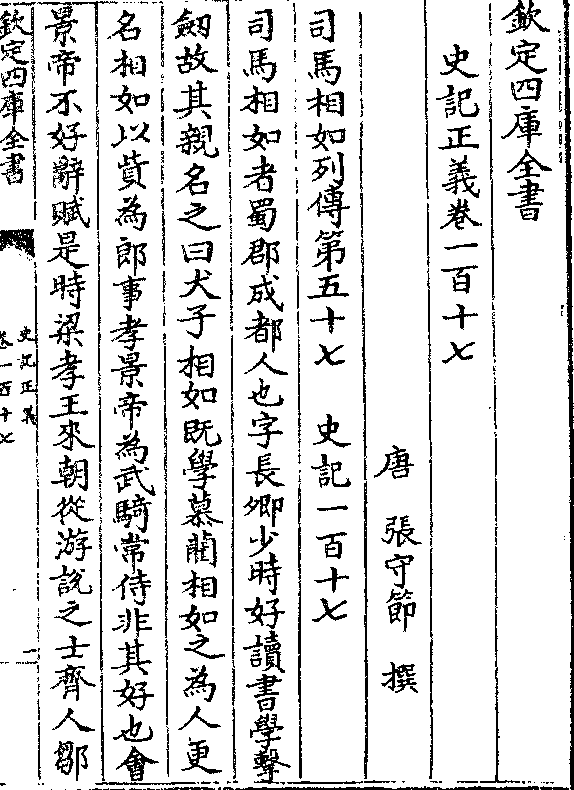 欽定四庫全書
史記正義卷一百十七
唐 張守節 撰
司馬相如列傳第五十七 史記一百十七
司馬相如者蜀郡成都人也字長卿少時好讀書學擊
劒故其親名之曰犬子相如既學慕藺相如之為人更
名相如以貲為郎事孝景帝為武騎常侍非其好也會
景帝不好辭賦是時梁孝王來朝從游說之士齊人鄒
欽定四庫全書
史記正義
卷一百十七
一